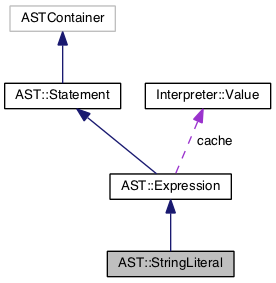 ASTContainer
AST::Statement
Interpreter::Value
cache
AST::Expression
AST::StringLiteral